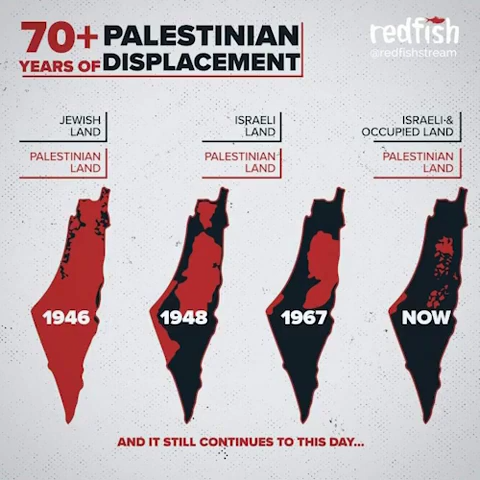 70+ PALESTINIAN
YEARS OF DISPLACEMENT
redfish
@redfishstream
JEWISH
LAND
PALESTINIAN
LAND
ISRAELI
LAND
PALESTINIAN
LAND
ISRAELI &
OCCUPIED LAND
PALESTINIAN
LAND
1946
1948
1967
NOW
AND IT STILL CONTINUES TO THIS DAY...